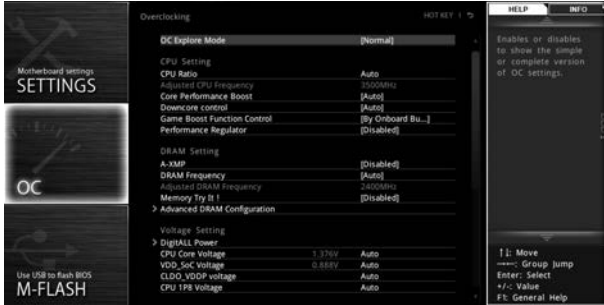 Motherboard settings
SETTINGS
OC
Use USB to flash BIOS
M-FLASH
Overclocking
HOT KEY |
OC Explore Mode [Normal]
CPU Setting
CPU Ratio Auto
Adjusted CPU Frequency 3500MHz
Core Performance Boost [Auto]
Downcore control [Auto]
Game Boost Function Control [By Onboard Bu...]
Performance Regulator [Disabled]
DRAM Setting
A-XMP [Disabled]
DRAM Frequency [Auto]
Adjusted DRAM Frequency 2400MHz
Memory Try It ! [Disabled]
> Advanced DRAM Configuration
Voltage Setting
> DigitALL Power
CPU Core Voltage 1.376V Auto
VDD_SoC Voltage 0.888V Auto
CLDO_VDDP voltage Auto
CPU 1P8 Voltage Auto
HELP INFO
Enables or disables
to show the simple
or complete version
of OC settings.
↑↓: Move
→←: Group Jump
Enter: Select
+/-: Value
F1: General Help